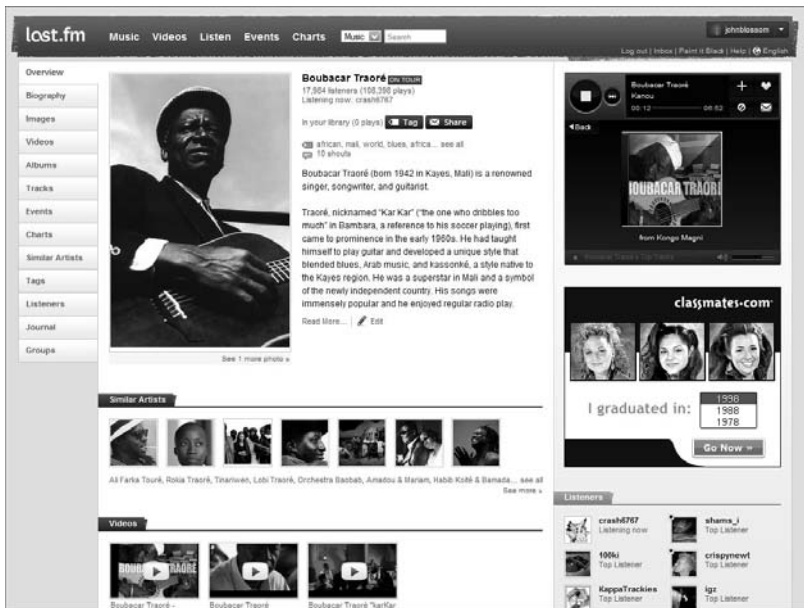 last.fm
Music Videos Listen Events Charts
Music Search
johnblossom
Log out | Inbox | Paint it Black | Help | English
Overview
Biography
Images
Videos
Albums
Tracks
Events
Charts
Similar Artists
Tags
Listeners
Journal
Groups
See 1 more photo »
Boubacar Traoré ON TOUR
Listening now: crash6767
In your library (0 plays) Tag Share
african, mali, world, blues, africa... see all
10 shouts
Boubacar Traoré (born 1942 in Kayes, Mali) is a renowned
singer, songwriter, and guitarist.
Traoré, nicknamed "Kar Kar" ("the one who dribbles too
much" in Bambara, a reference to his soccer playing), first
came to prominence in the early 1960s. He had taught
himself to play guitar and developed a unique style that
blended blues, Arab music, and kassonké, a style native to
the Kayes region. He was a superstar in Mali and a symbol
of the newly independent country. His songs were
immensely popular and he enjoyed regular radio play.
Read More... | Edit
Similar Artists
Ali Farka Touré, Rokia Traoré, Tinariwen, Lobi Traoré, Orchestra Baobab, Amadou & Mariam, Habib Koité & Bamada... see all
See more »
Videos
BOUBACAR TRAORÉ
Boubacar Traoré -
Boubacar Traoré
Boubacar Traoré "karKar
Boubacar Traoré
Kanou
00:12 06:52
Back
BOUBACAR TRAORÉ
from Kongo Magni
classmates.com
I graduated in:
1998
1988
1978
Go Now »
Listeners
crash6767
Listening now
shams_i
Top Listener
100ki
Top Listener
crispynewt
Top Listener
KappaTrackies
Top Listener
igz
Top Listener